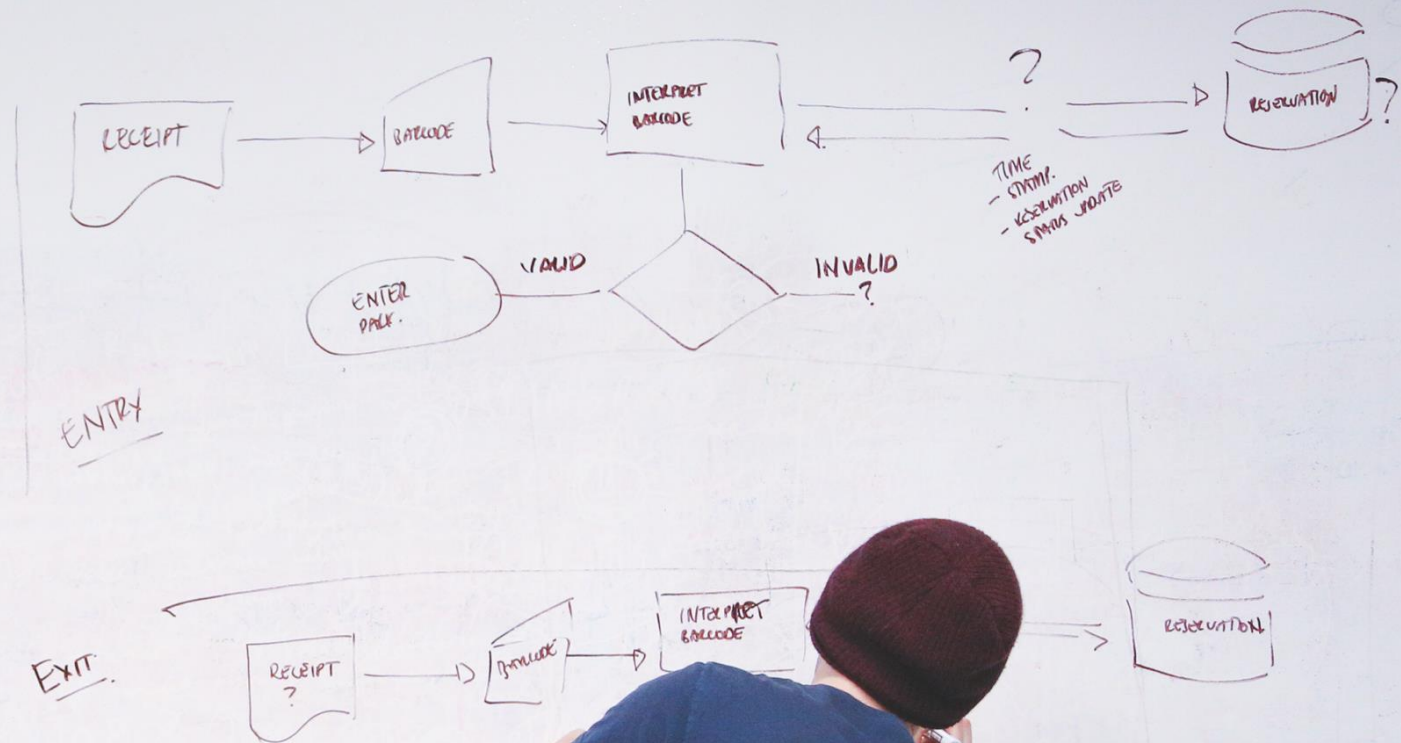 RECEIPT
BARCODE
INTERPRET
BARCODE
?
RESERVATION
?
TIME
- STAMP.
- RESERVATION
STATUS UPDATE
VALID
INVALID
?
ENTER
PARK.
ENTRY
EXIT.
RECEIPT
?
BARCODE
INTERPRET
BARCODE
RESERVATION